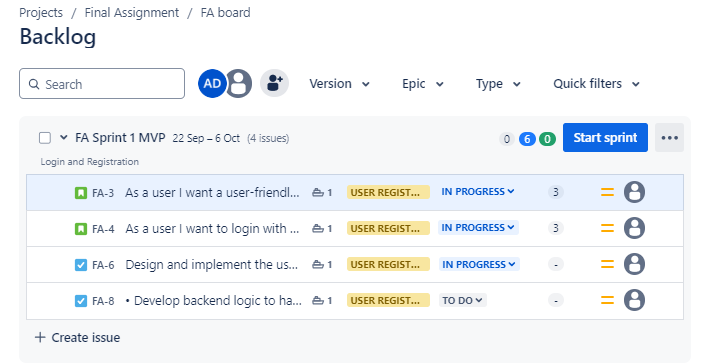 Projects / Final Assignment / FA board
Backlog
Search
AD
Version
Epic
Type
Quick filters
FA Sprint 1 MVP 22 Sep – 6 Oct (4 issues)
0 6 0 Start sprint
Login and Registration
FA-3 As a user I want a user-friendl... 1 USER REGIST... IN PROGRESS 3
FA-4 As a user I want to login with ... 1 USER REGIST... IN PROGRESS 3
FA-6 Design and implement the us... 1 USER REGIST... IN PROGRESS -
FA-8 • Develop backend logic to ha... 1 USER REGIST... TO DO -
+ Create issue